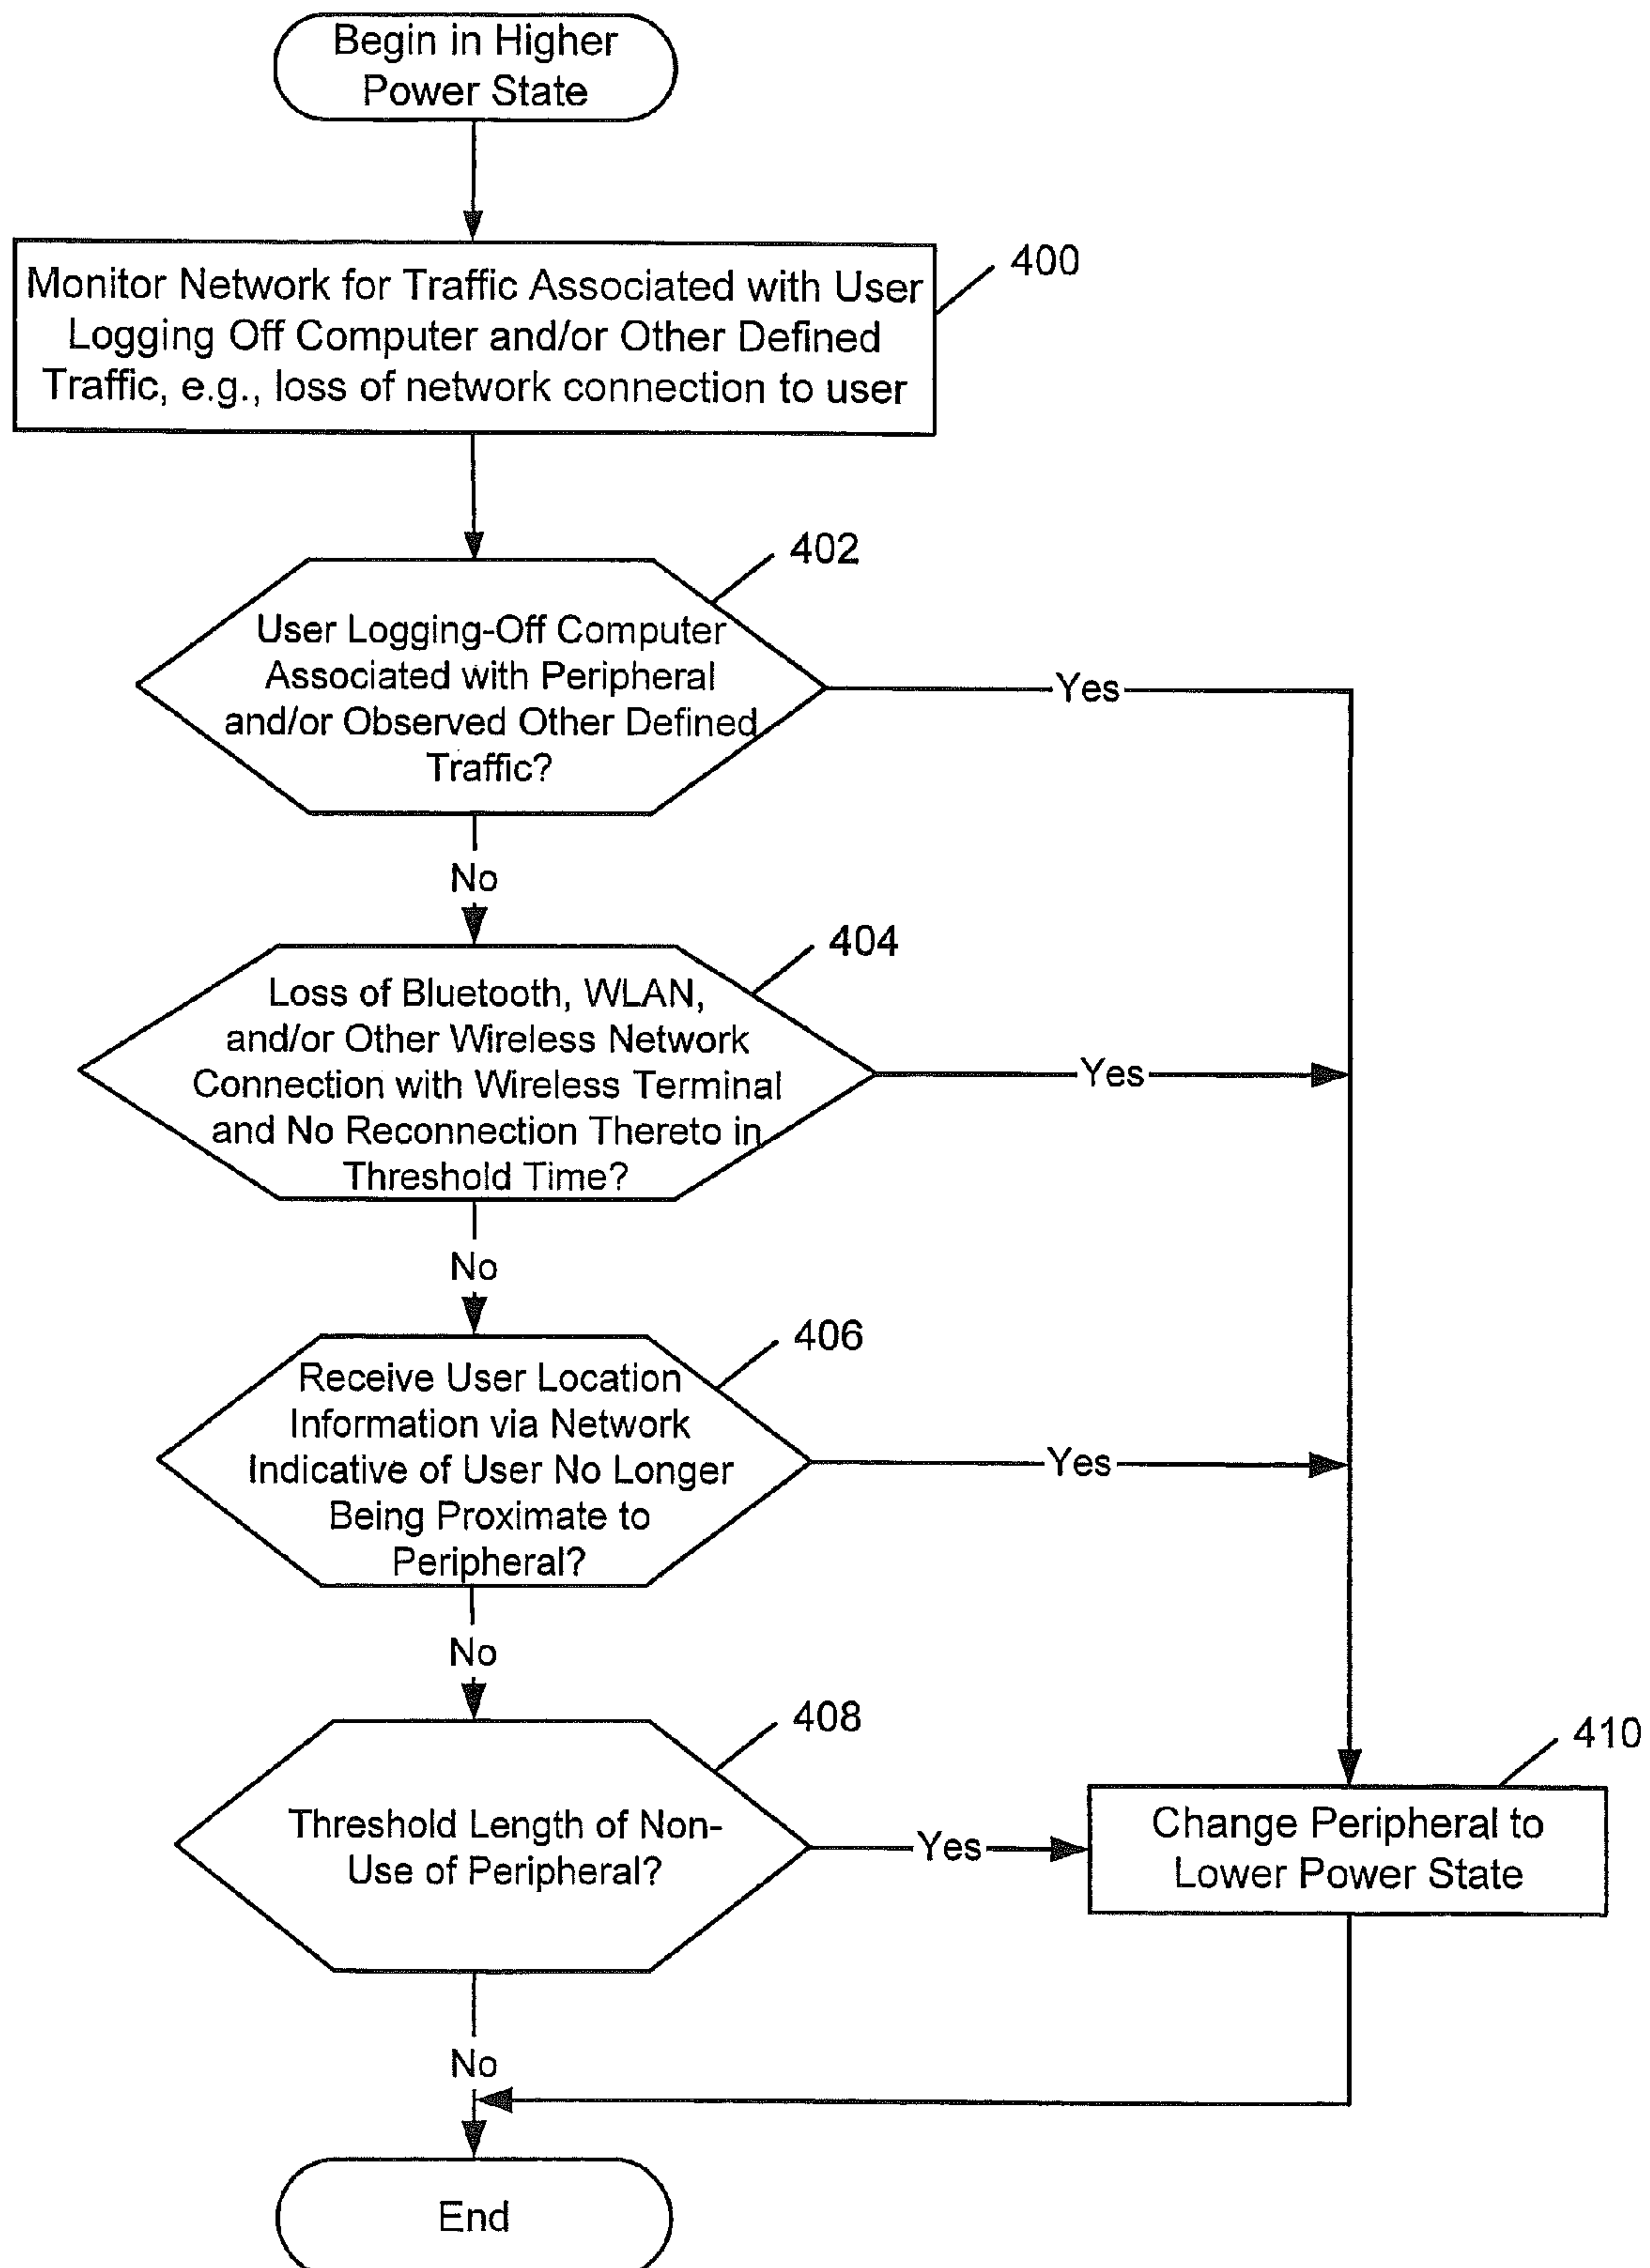 Begin in Higher
Power State
400
Monitor Network for Traffic Associated with User
Logging Off Computer and/or Other Defined
Traffic, e.g., loss of network connection to user
402
User Logging-Off Computer
Associated with Peripheral
and/or Observed Other Defined
Traffic?
Yes
No
404
Loss of Bluetooth, WLAN,
and/or Other Wireless Network
Connection with Wireless Terminal
and No Reconnection Thereto in
Threshold Time?
Yes
No
406
Receive User Location
Information via Network
Indicative of User No Longer
Being Proximate to
Peripheral?
Yes
No
408
Threshold Length of Non-
Use of Peripheral?
Yes
410
Change Peripheral to
Lower Power State
No
End